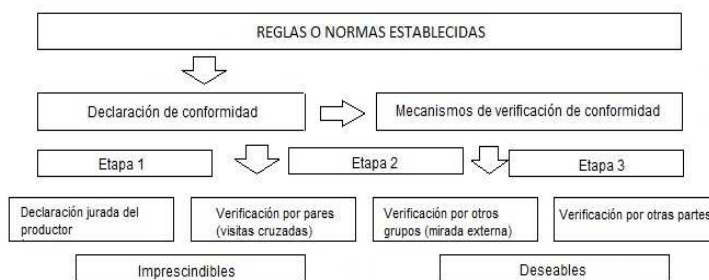 REGLAS O NORMAS ESTABLECIDAS
Declaración de conformidad
Mecanismos de verificación de conformidad
Etapa 1
Etapa 2
Etapa 3
Declaración jurada del
productor
Verificación por pares
(visitas cruzadas)
Verificación por otros
grupos (mirada externa)
Verificación por otras partes
Imprescindibles
Deseables